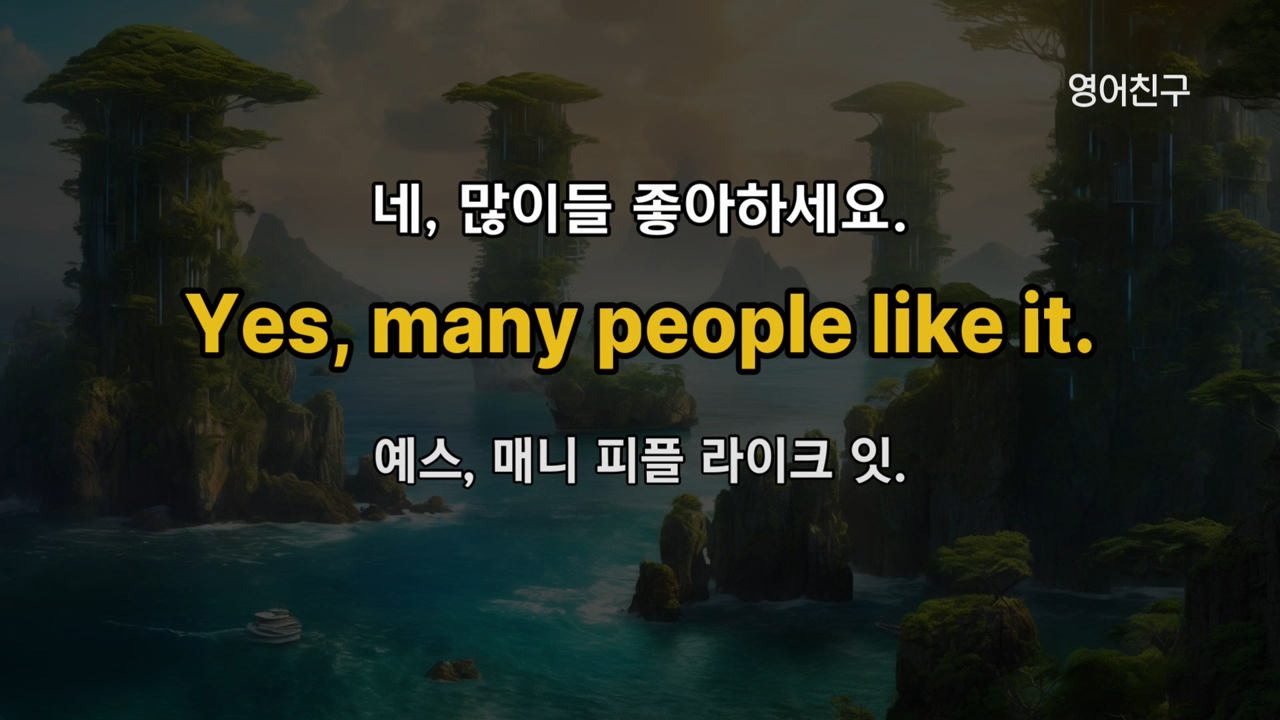 영어친구
네, 많이들 좋아하세요.
Yes, many people like it.
예스, 매니 피플 라이크 잇.